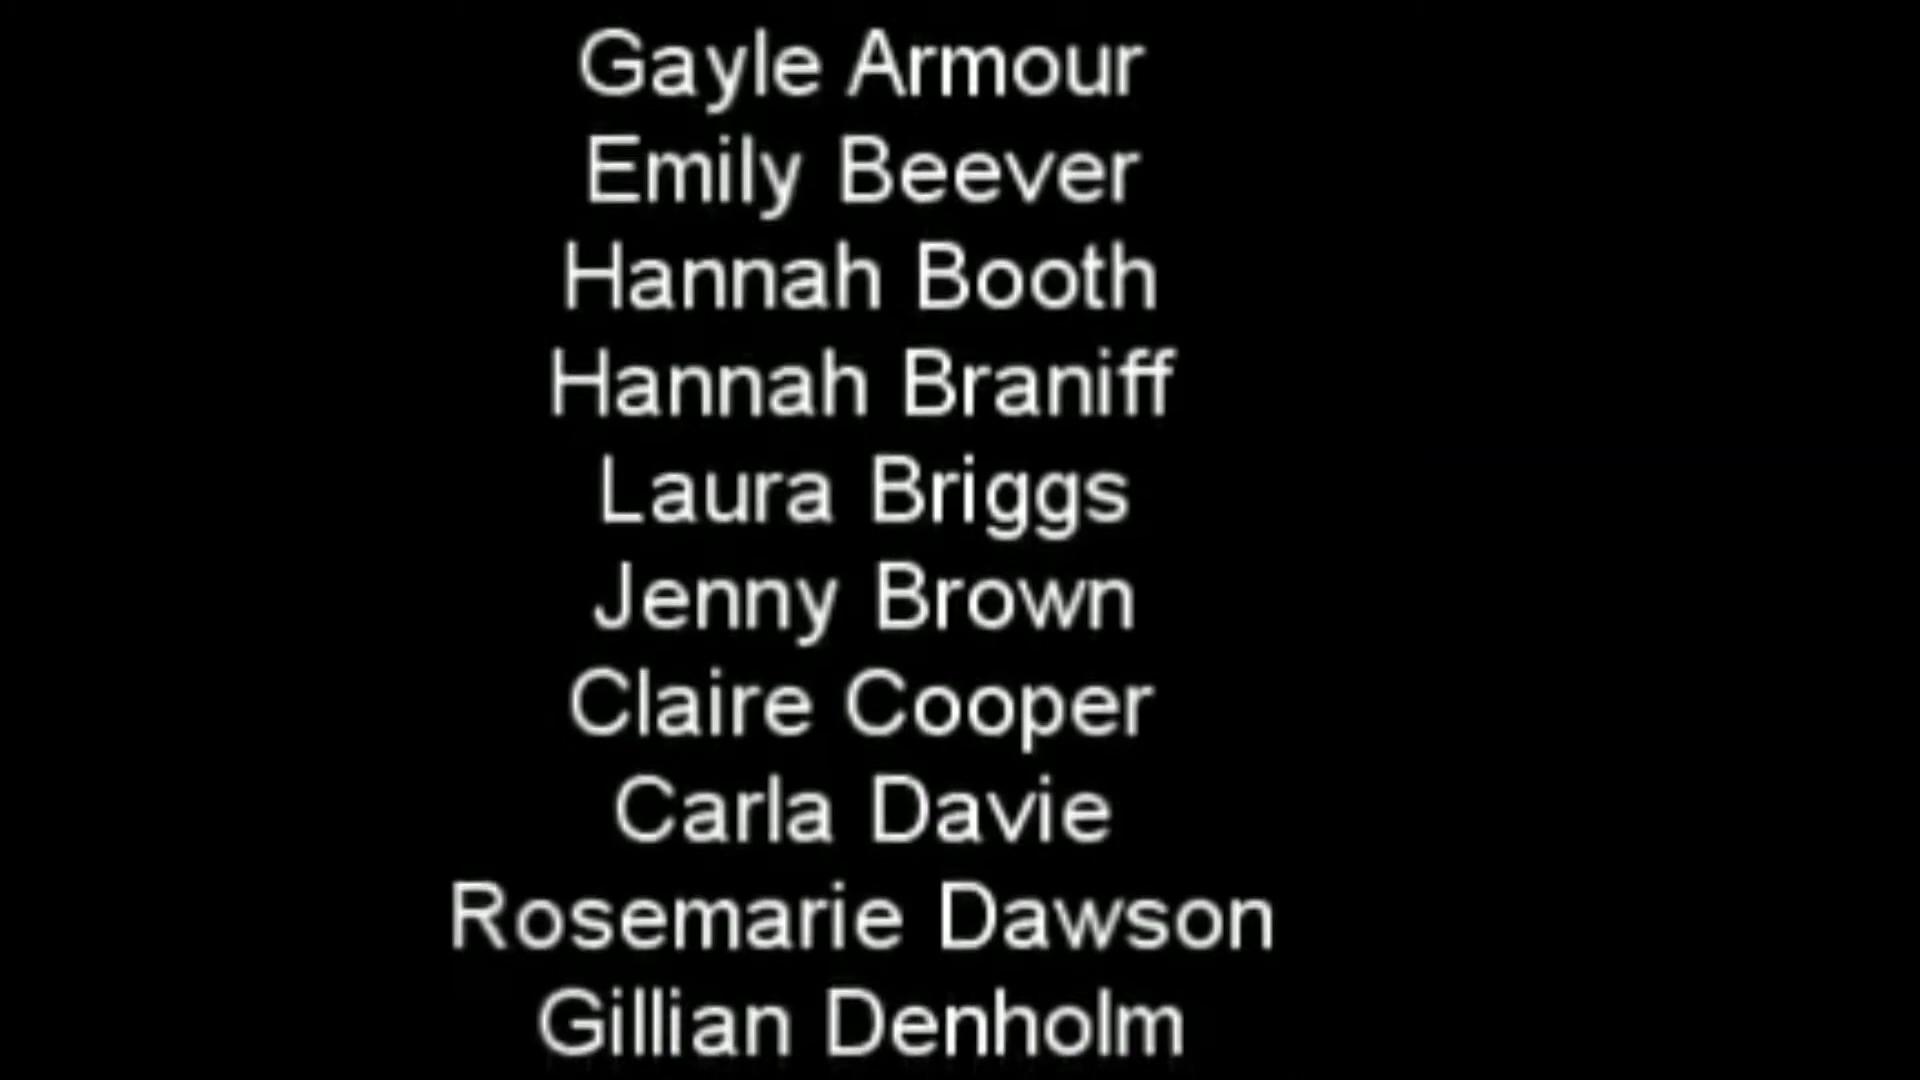 Gayle Armour
Emily Beever
Hannah Booth
Hannah Braniff
Laura Briggs
Jenny Brown
Claire Cooper
Carla Davie
Rosemarie Dawson
Gillian Denholm